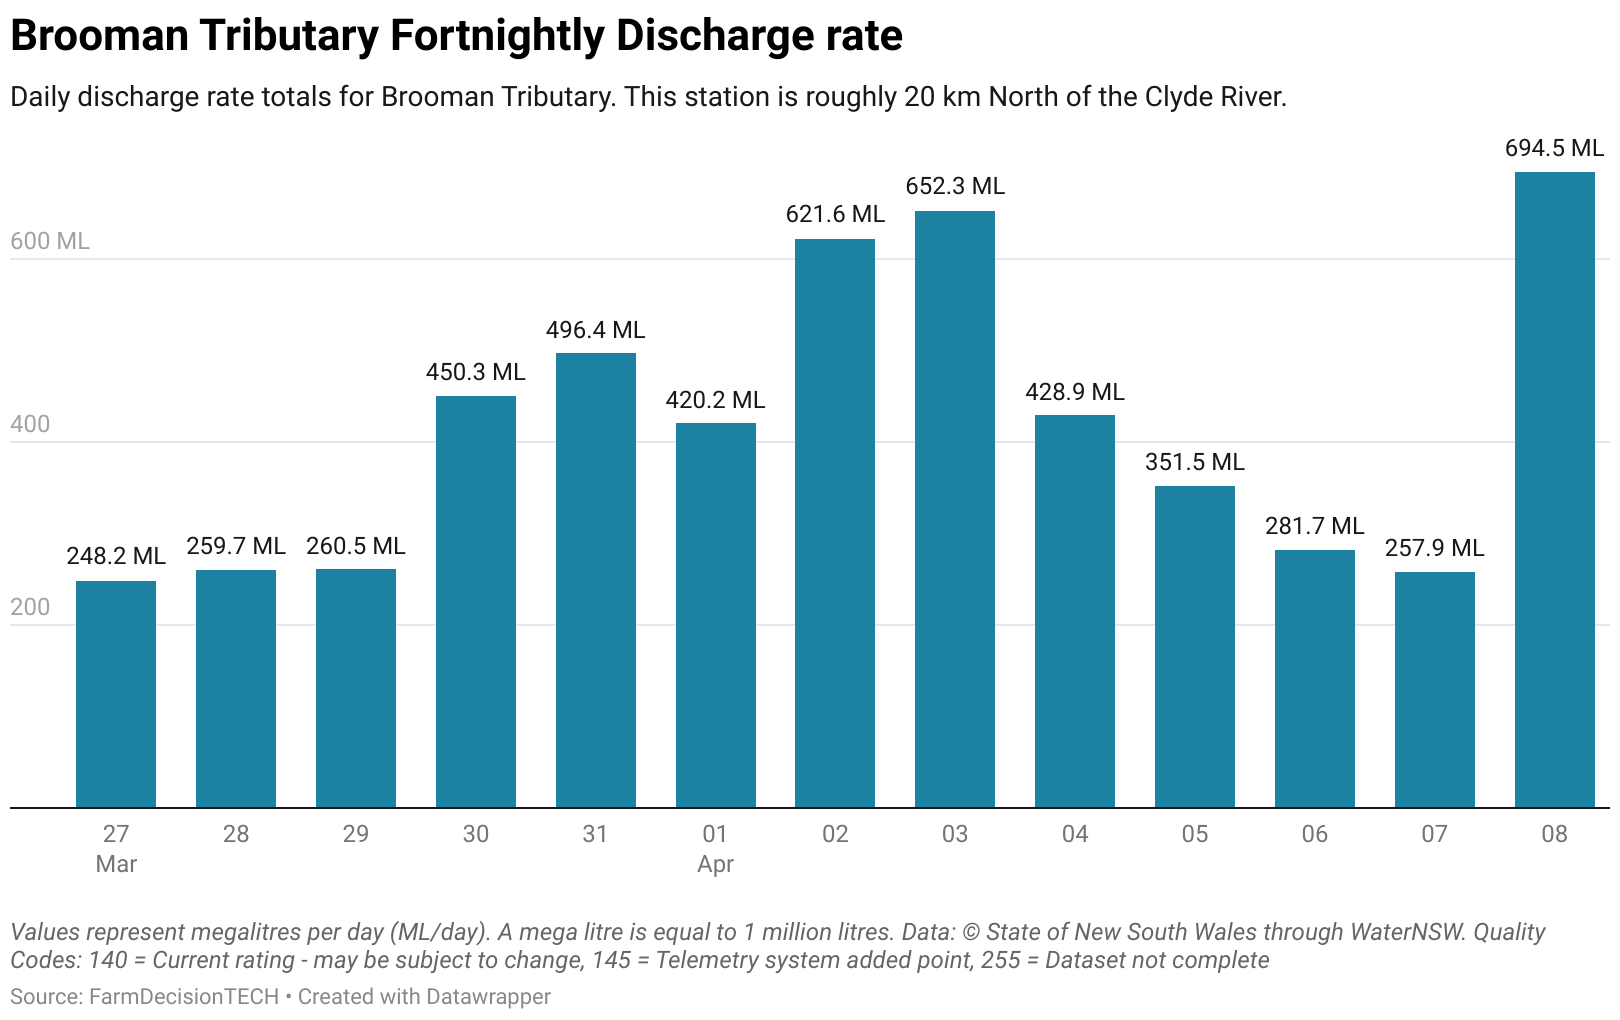 Brooman Tributary Fortnightly Discharge rate
Daily discharge rate totals for Brooman Tributary. This station is roughly 20 km North of the Clyde River.
694.5 ML
652.3 ML
621.6 ML
600 ML
496.4 ML
450.3 ML
420.2 ML
428.9 ML
400
351.5 ML
281.7 ML
248.2 ML 259.7 ML 260.5 ML 257.9 ML
200
27 28 29 30 31 01 02 03 04 05 06 07 08
Mar Apr
Values represent megalitres per day (ML/day). A mega litre is equal to 1 million litres. Data: © State of New South Wales through WaterNSW. Quality
Codes: 140 = Current rating - may be subject to change, 145 = Telemetry system added point, 255 = Dataset not complete
Source: FarmDecisionTECH • Created with Datawrapper